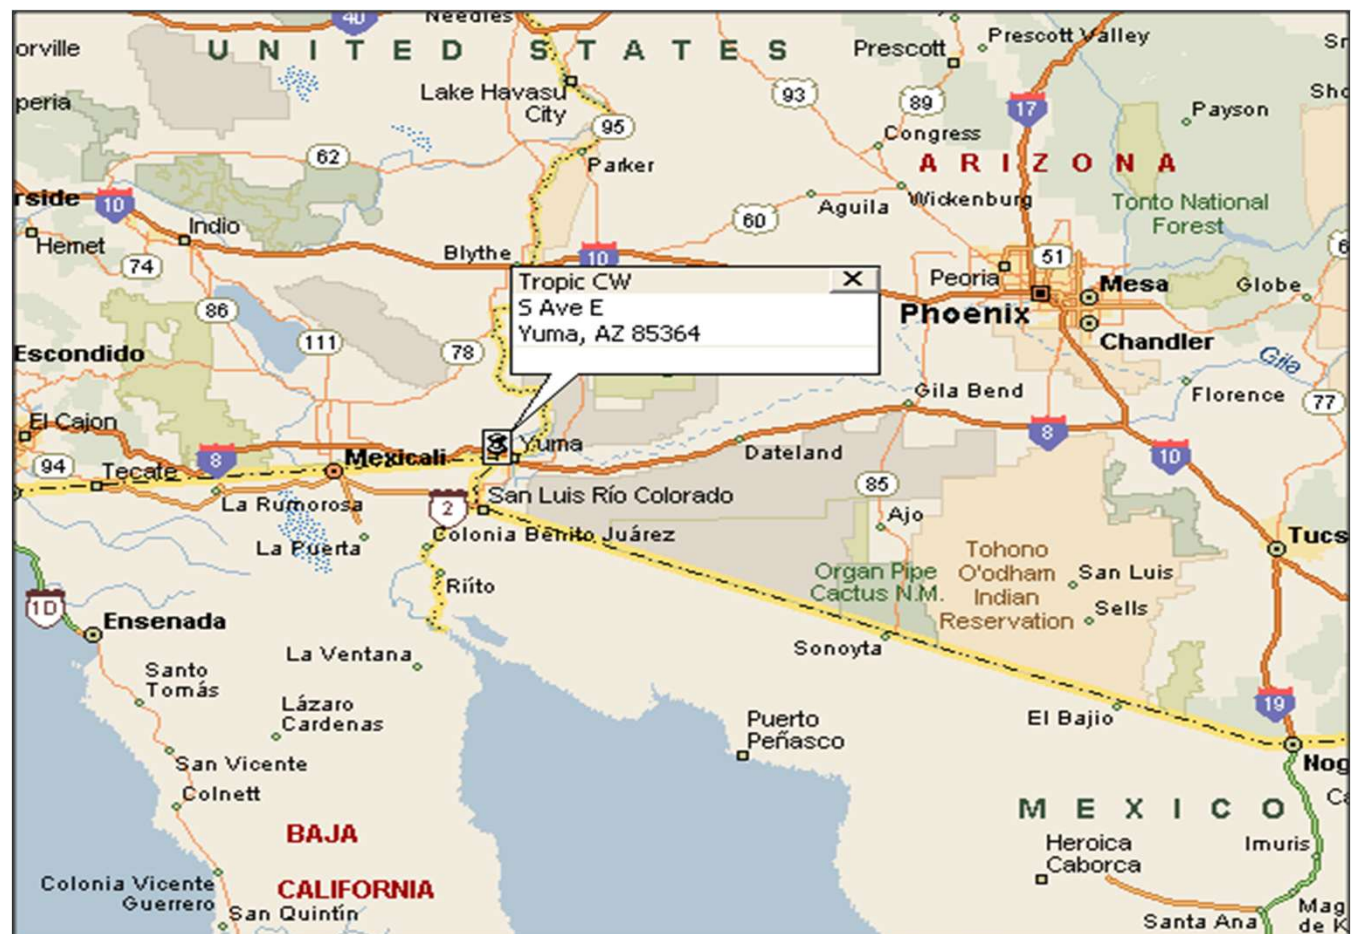 40
Needles
orville
UNITED STATES
Prescott
Prescott Valley
peria
Lake Havasu
City
93
89
17
Payson
95
Congress
62
Parker
ARIZONA
rside
10
Indio
Aguila
Wickenburg
Tonto National
Forest
60
Hemet
Blythe
10
51
74
Peoria
Mesa
Globe
Tropic CW
S Ave E
Yuma, AZ 85364
86
Phoenix
111
78
Chandler
Escondido
Gila
Gila Bend
Florence
77
El Cajon
8
Yuma
Dateland
8
10
94
Tecate
Mexicali
85
La Rumorosa
2
San Luis Río Colorado
Ajo
La Puerta
Colonia Benito Juárez
Tucs
Organ Pipe
Cactus N.M.
Tohono
O'odham
Indian
Reservation
San Luis
Riíto
Sells
1D
Ensenada
Sonoyta
La Ventana
Santo
Tomás
Lázaro
Cardenas
19
El Bajio
Puerto
Peñasco
San Vicente
Nog
Colnett
MEXICO
BAJA
CALIFORNIA
Heroica
Caborca
Imuris
Colonia Vicente
Guerrero
San Quintín
Santa Ana
Mag
de K